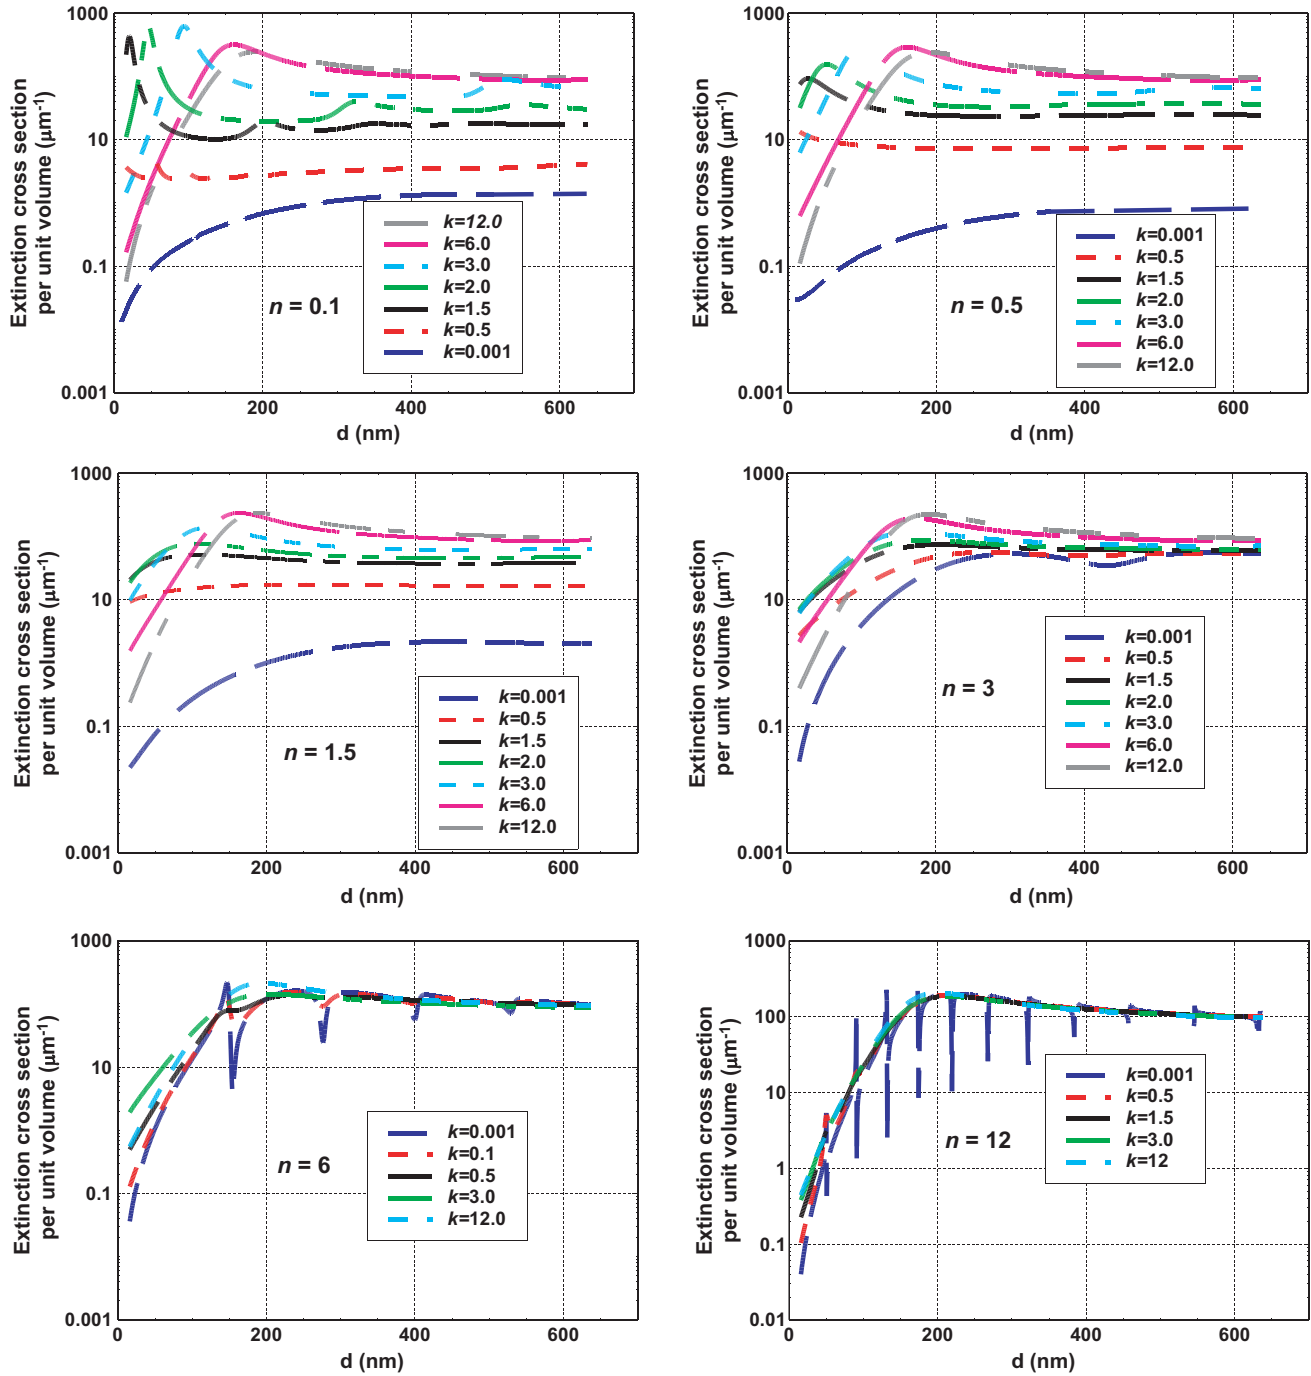 Extinction cross section
per unit volume (µm⁻¹)
1000
10
0.1
0.001
n = 0.1
k=12.0
k=6.0
k=3.0
k=2.0
k=1.5
k=0.5
k=0.001
0 200 400 600
d (nm)
Extinction cross section
per unit volume (µm⁻¹)
1000
10
0.1
0.001
n = 0.5
k=0.001
k=0.5
k=1.5
k=2.0
k=3.0
k=6.0
k=12.0
0 200 400 600
d (nm)
Extinction cross section
per unit volume (µm⁻¹)
1000
10
0.1
0.001
n = 1.5
k=0.001
k=0.5
k=1.5
k=2.0
k=3.0
k=6.0
k=12.0
0 200 400 600
d (nm)
Extinction cross section
per unit volume (µm⁻¹)
1000
10
0.1
0.001
n = 3
k=0.001
k=0.5
k=1.5
k=2.0
k=3.0
k=6.0
k=12.0
0 200 400 600
d (nm)
Extinction cross section
per unit volume (µm⁻¹)
1000
10
0.1
0.001
n = 6
k=0.001
k=0.1
k=0.5
k=3.0
k=12.0
0 200 400 600
d (nm)
Extinction cross section
per unit volume (µm⁻¹)
1000
100
10
1
0.1
0.01
n = 12
k=0.001
k=0.5
k=1.5
k=3.0
k=12
0 200 400 600
d (nm)